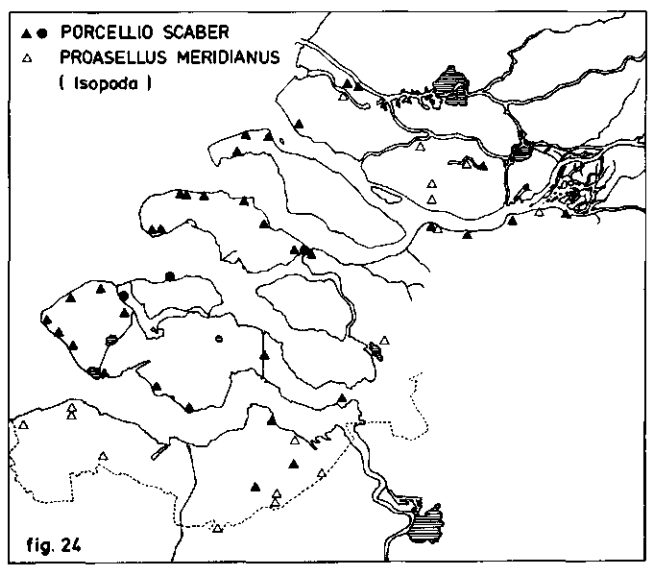 ▲ ● PORCELLIO SCABER
△ PROASELLUS MERIDIANUS
( Isopoda )
fig. 24